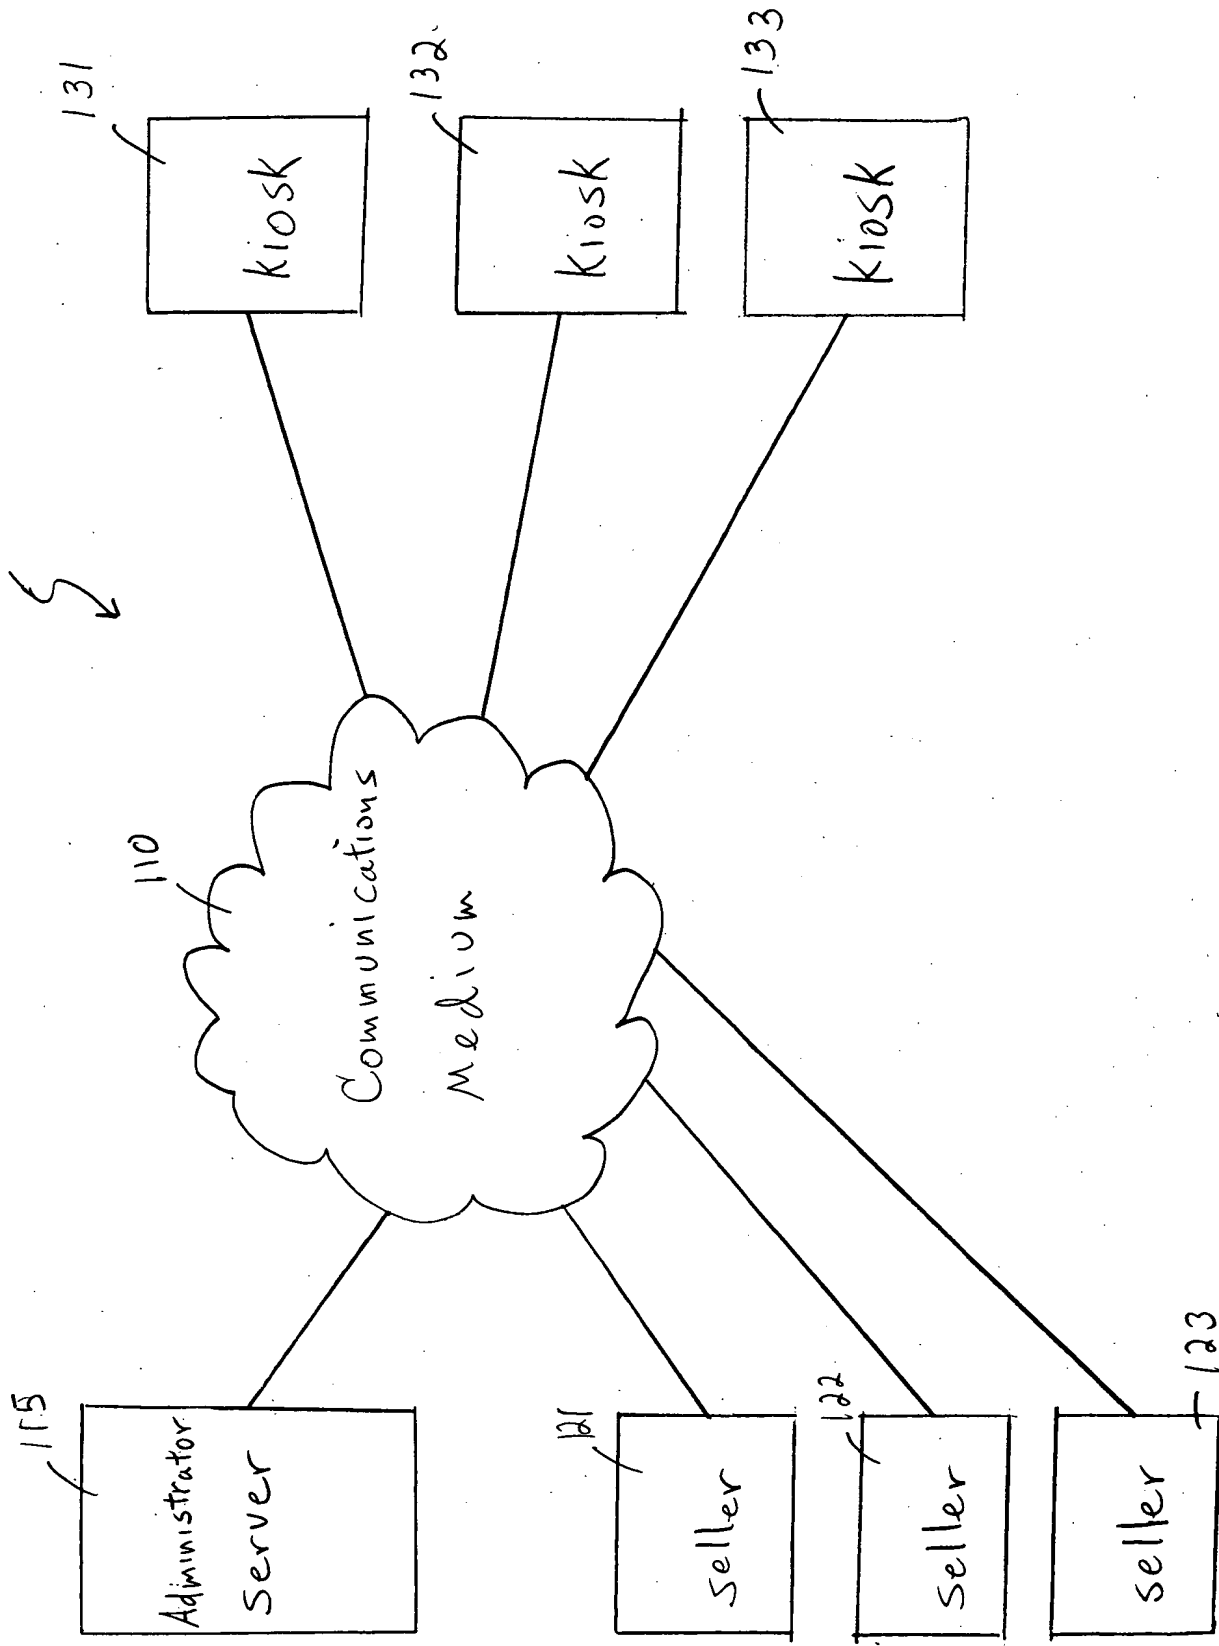 115
Administrator
Server
121
seller
122
seller
123
seller
110
Communications
Medium
131
kiosk
132
kiosk
133
kiosk